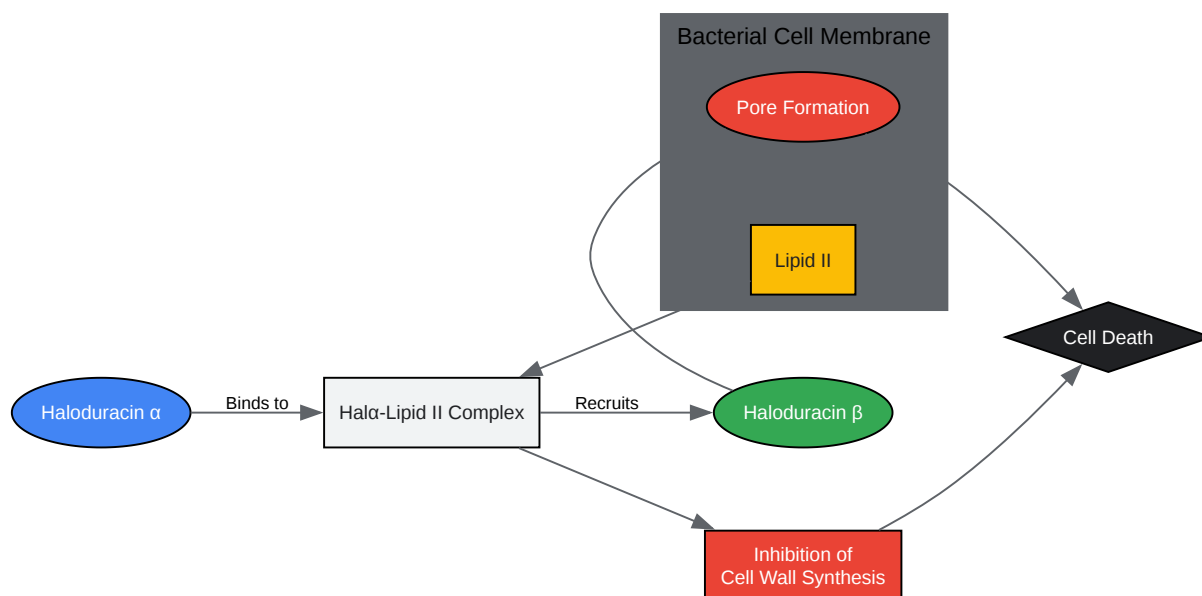 Bacterial Cell Membrane
Pore Formation
Lipid II
Cell Death
Haloduracin α
Binds to
Halα-Lipid II Complex
Recruits
Haloduracin β
Inhibition of
Cell Wall Synthesis